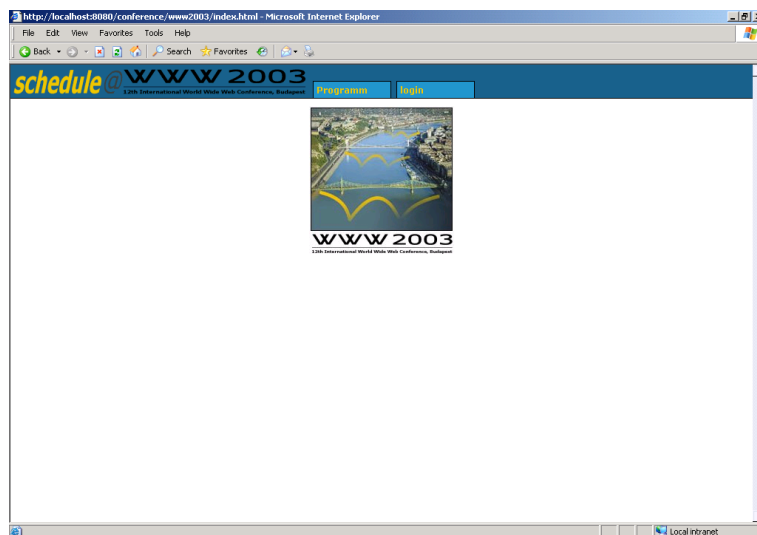 http://localhost:8080/conference/www2003/index.html - Microsoft Internet Explorer
File Edit View Favorites Tools Help
Back Search Favorites
schedule@WWW 2003
12th International World Wide Web Conference, Budapest
Programm login
WWW 2003
12th International World Wide Web Conference, Budapest
Local intranet